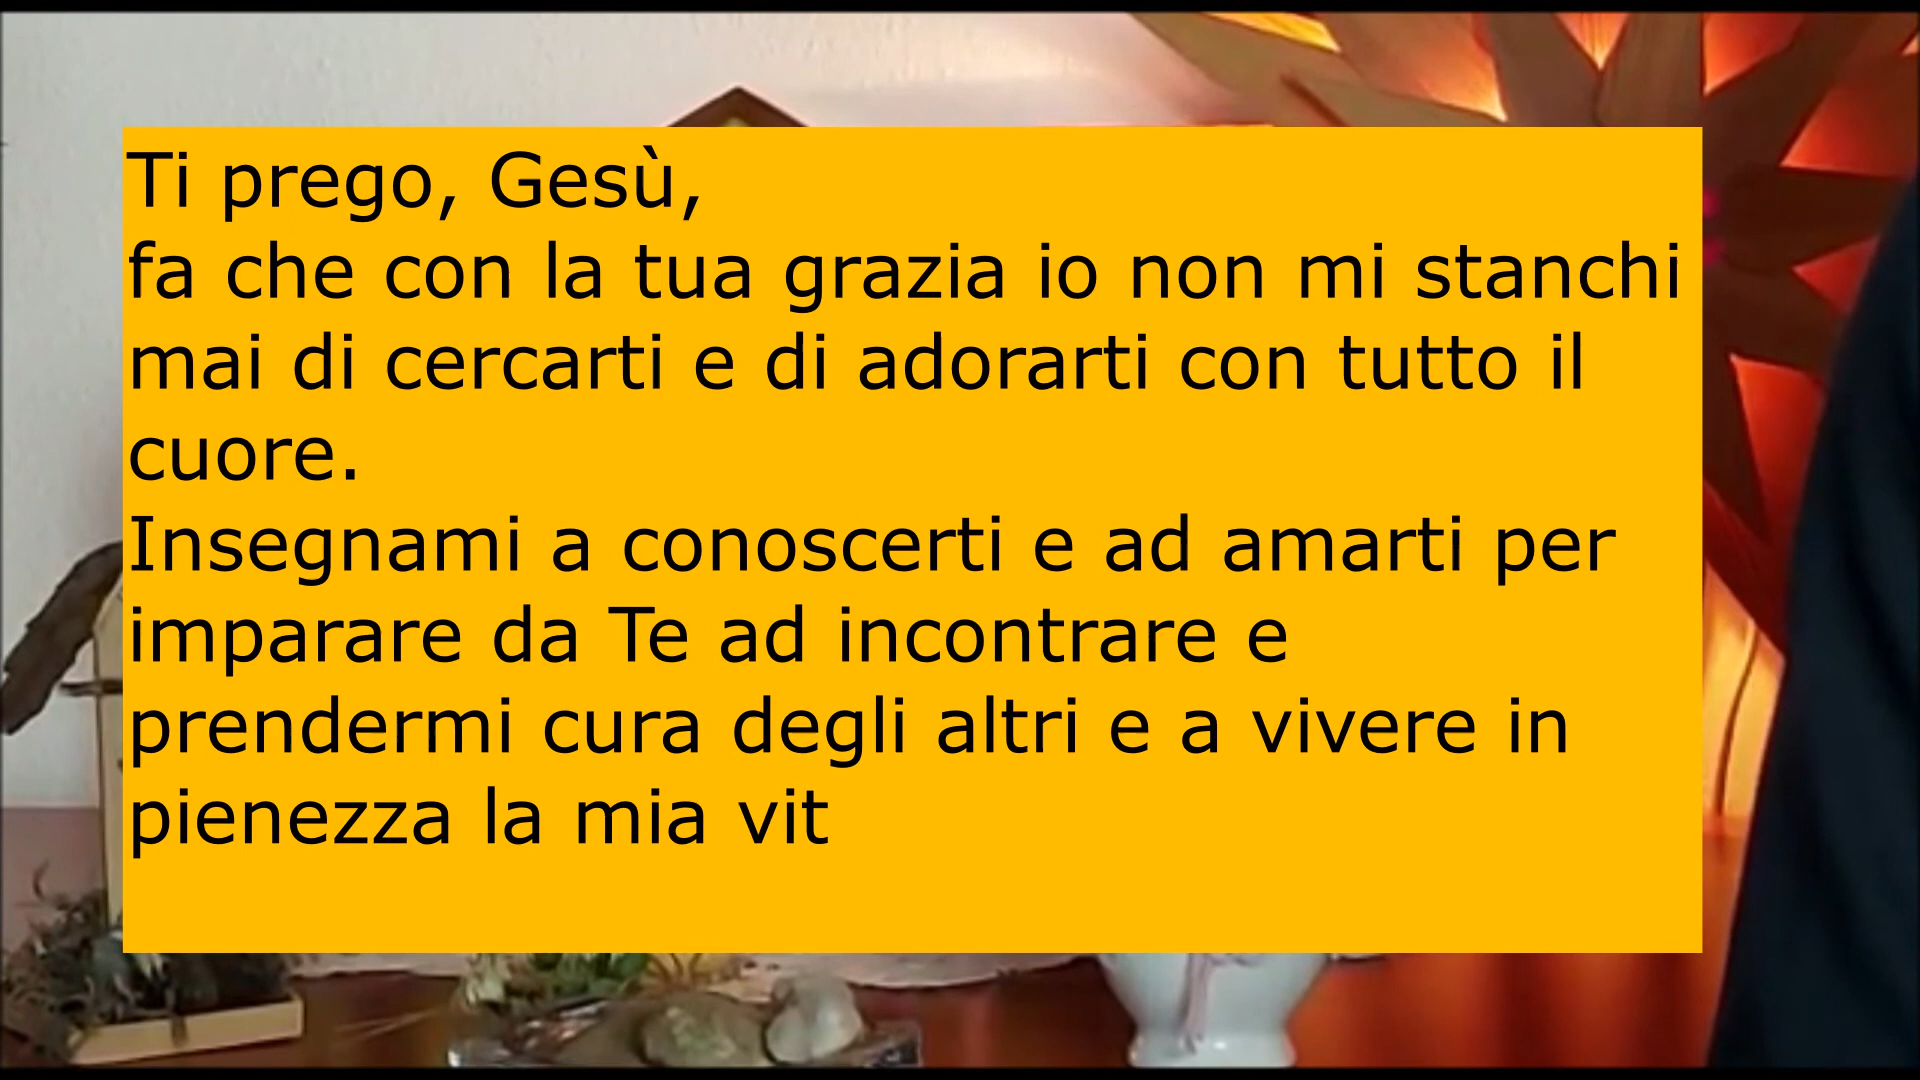 Ti prego, Gesù,
fa che con la tua grazia io non mi stanchi
mai di cercarti e di adorarti con tutto il
cuore.
Insegnami a conoscerti e ad amarti per
imparare da Te ad incontrare e
prendermi cura degli altri e a vivere in
pienezza la mia vit